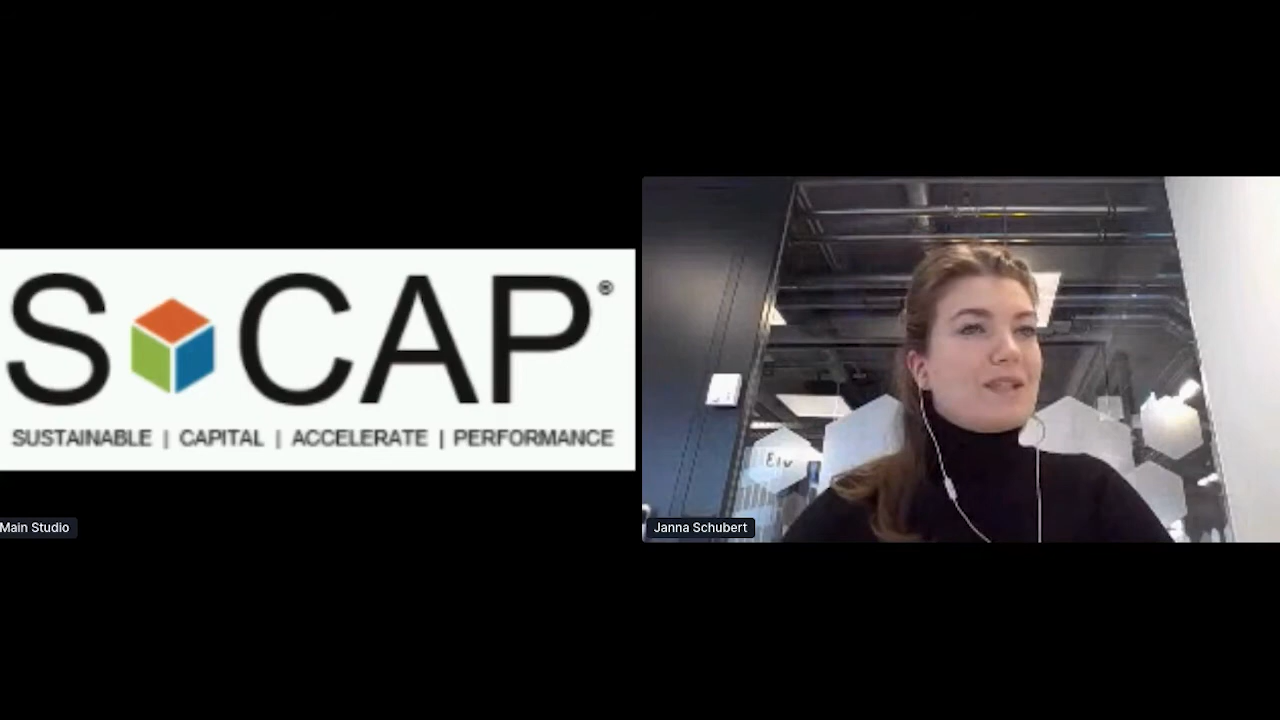 S CAP®
SUSTAINABLE | CAPITAL | ACCELERATE | PERFORMANCE
Main Studio
Janna Schubert